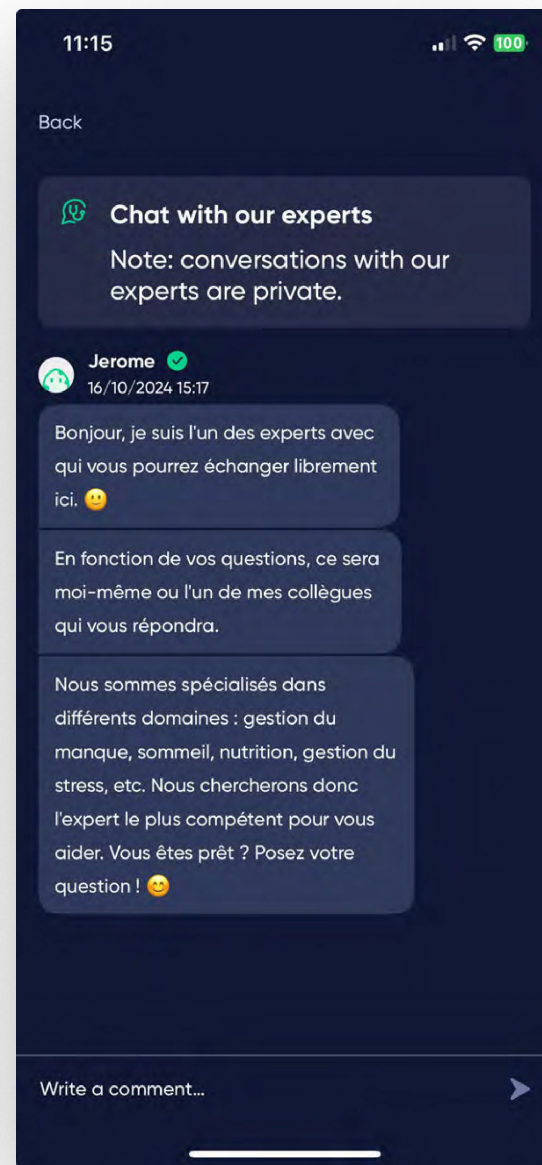 11:15
100
Back
Chat with our experts
Note: conversations with our
experts are private.
Jerome
16/10/2024 15:17
Bonjour, je suis l'un des experts avec
qui vous pourrez échanger librement
ici. 🙂
En fonction de vos questions, ce sera
moi-même ou l'un de mes collègues
qui vous répondra.
Nous sommes spécialisés dans
différents domaines : gestion du
manque, sommeil, nutrition, gestion du
stress, etc. Nous chercherons donc
l'expert le plus compétent pour vous
aider. Vous êtes prêt ? Posez votre
question ! 😊
Write a comment...